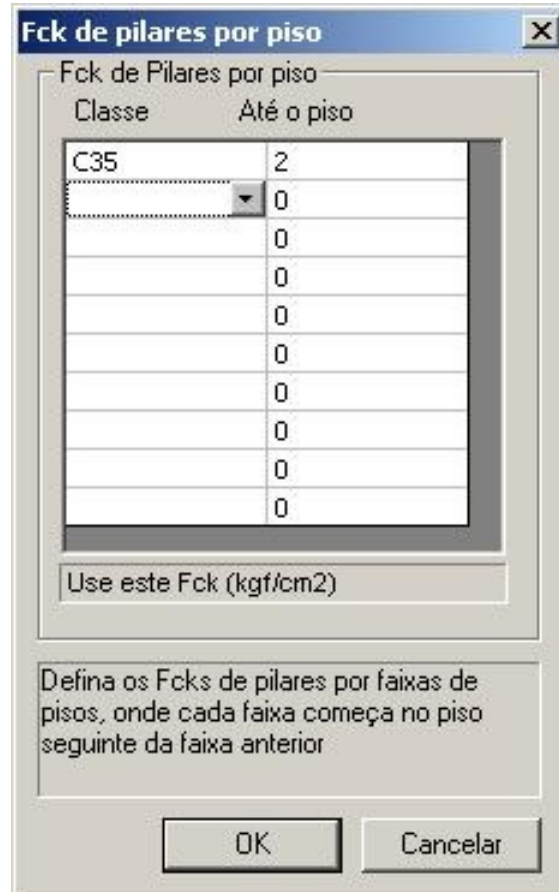 Fck de pilares por piso
Fck de Pilares por piso
Classe Até o piso
C35 2
0
0
0
0
0
0
0
0
0
Use este Fck (kgf/cm2)
Defina os Fcks de pilares por faixas de
pisos, onde cada faixa começa no piso
seguinte da faixa anterior
OK Cancelar